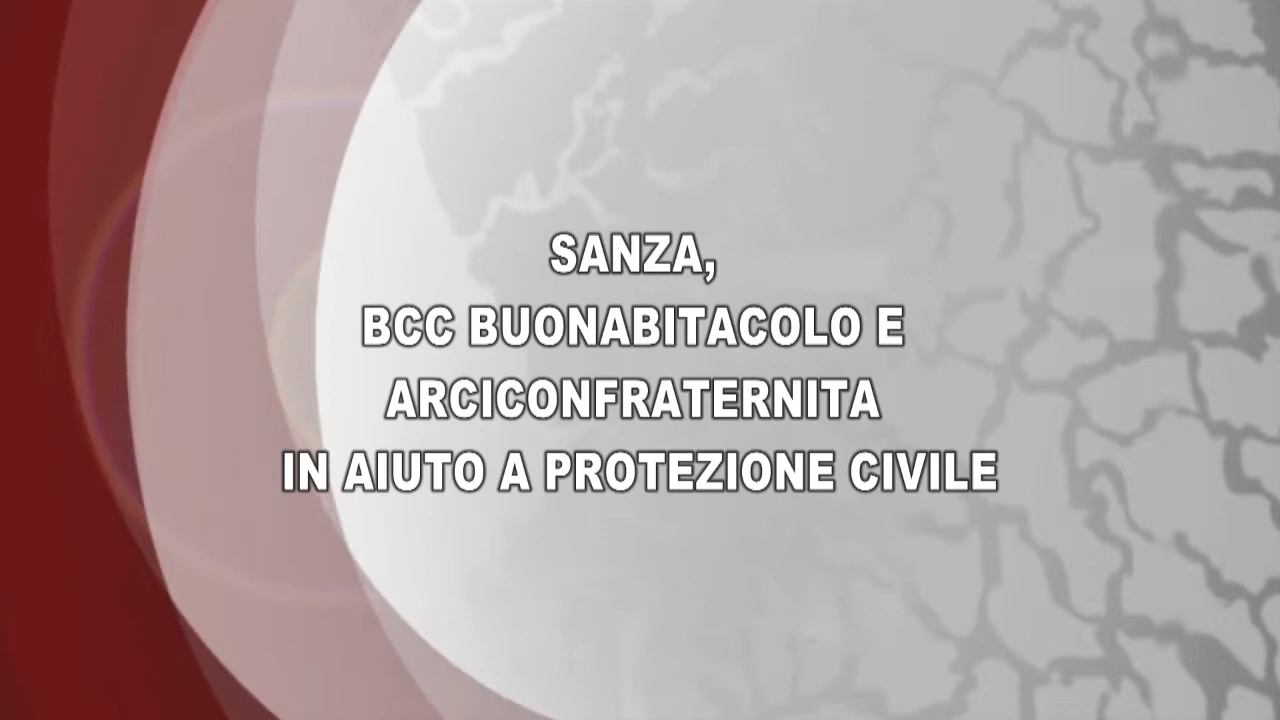 SANZA,
BCC BUONABITACOLO E
ARCICONFRATERNITA
IN AIUTO A PROTEZIONE CIVILE